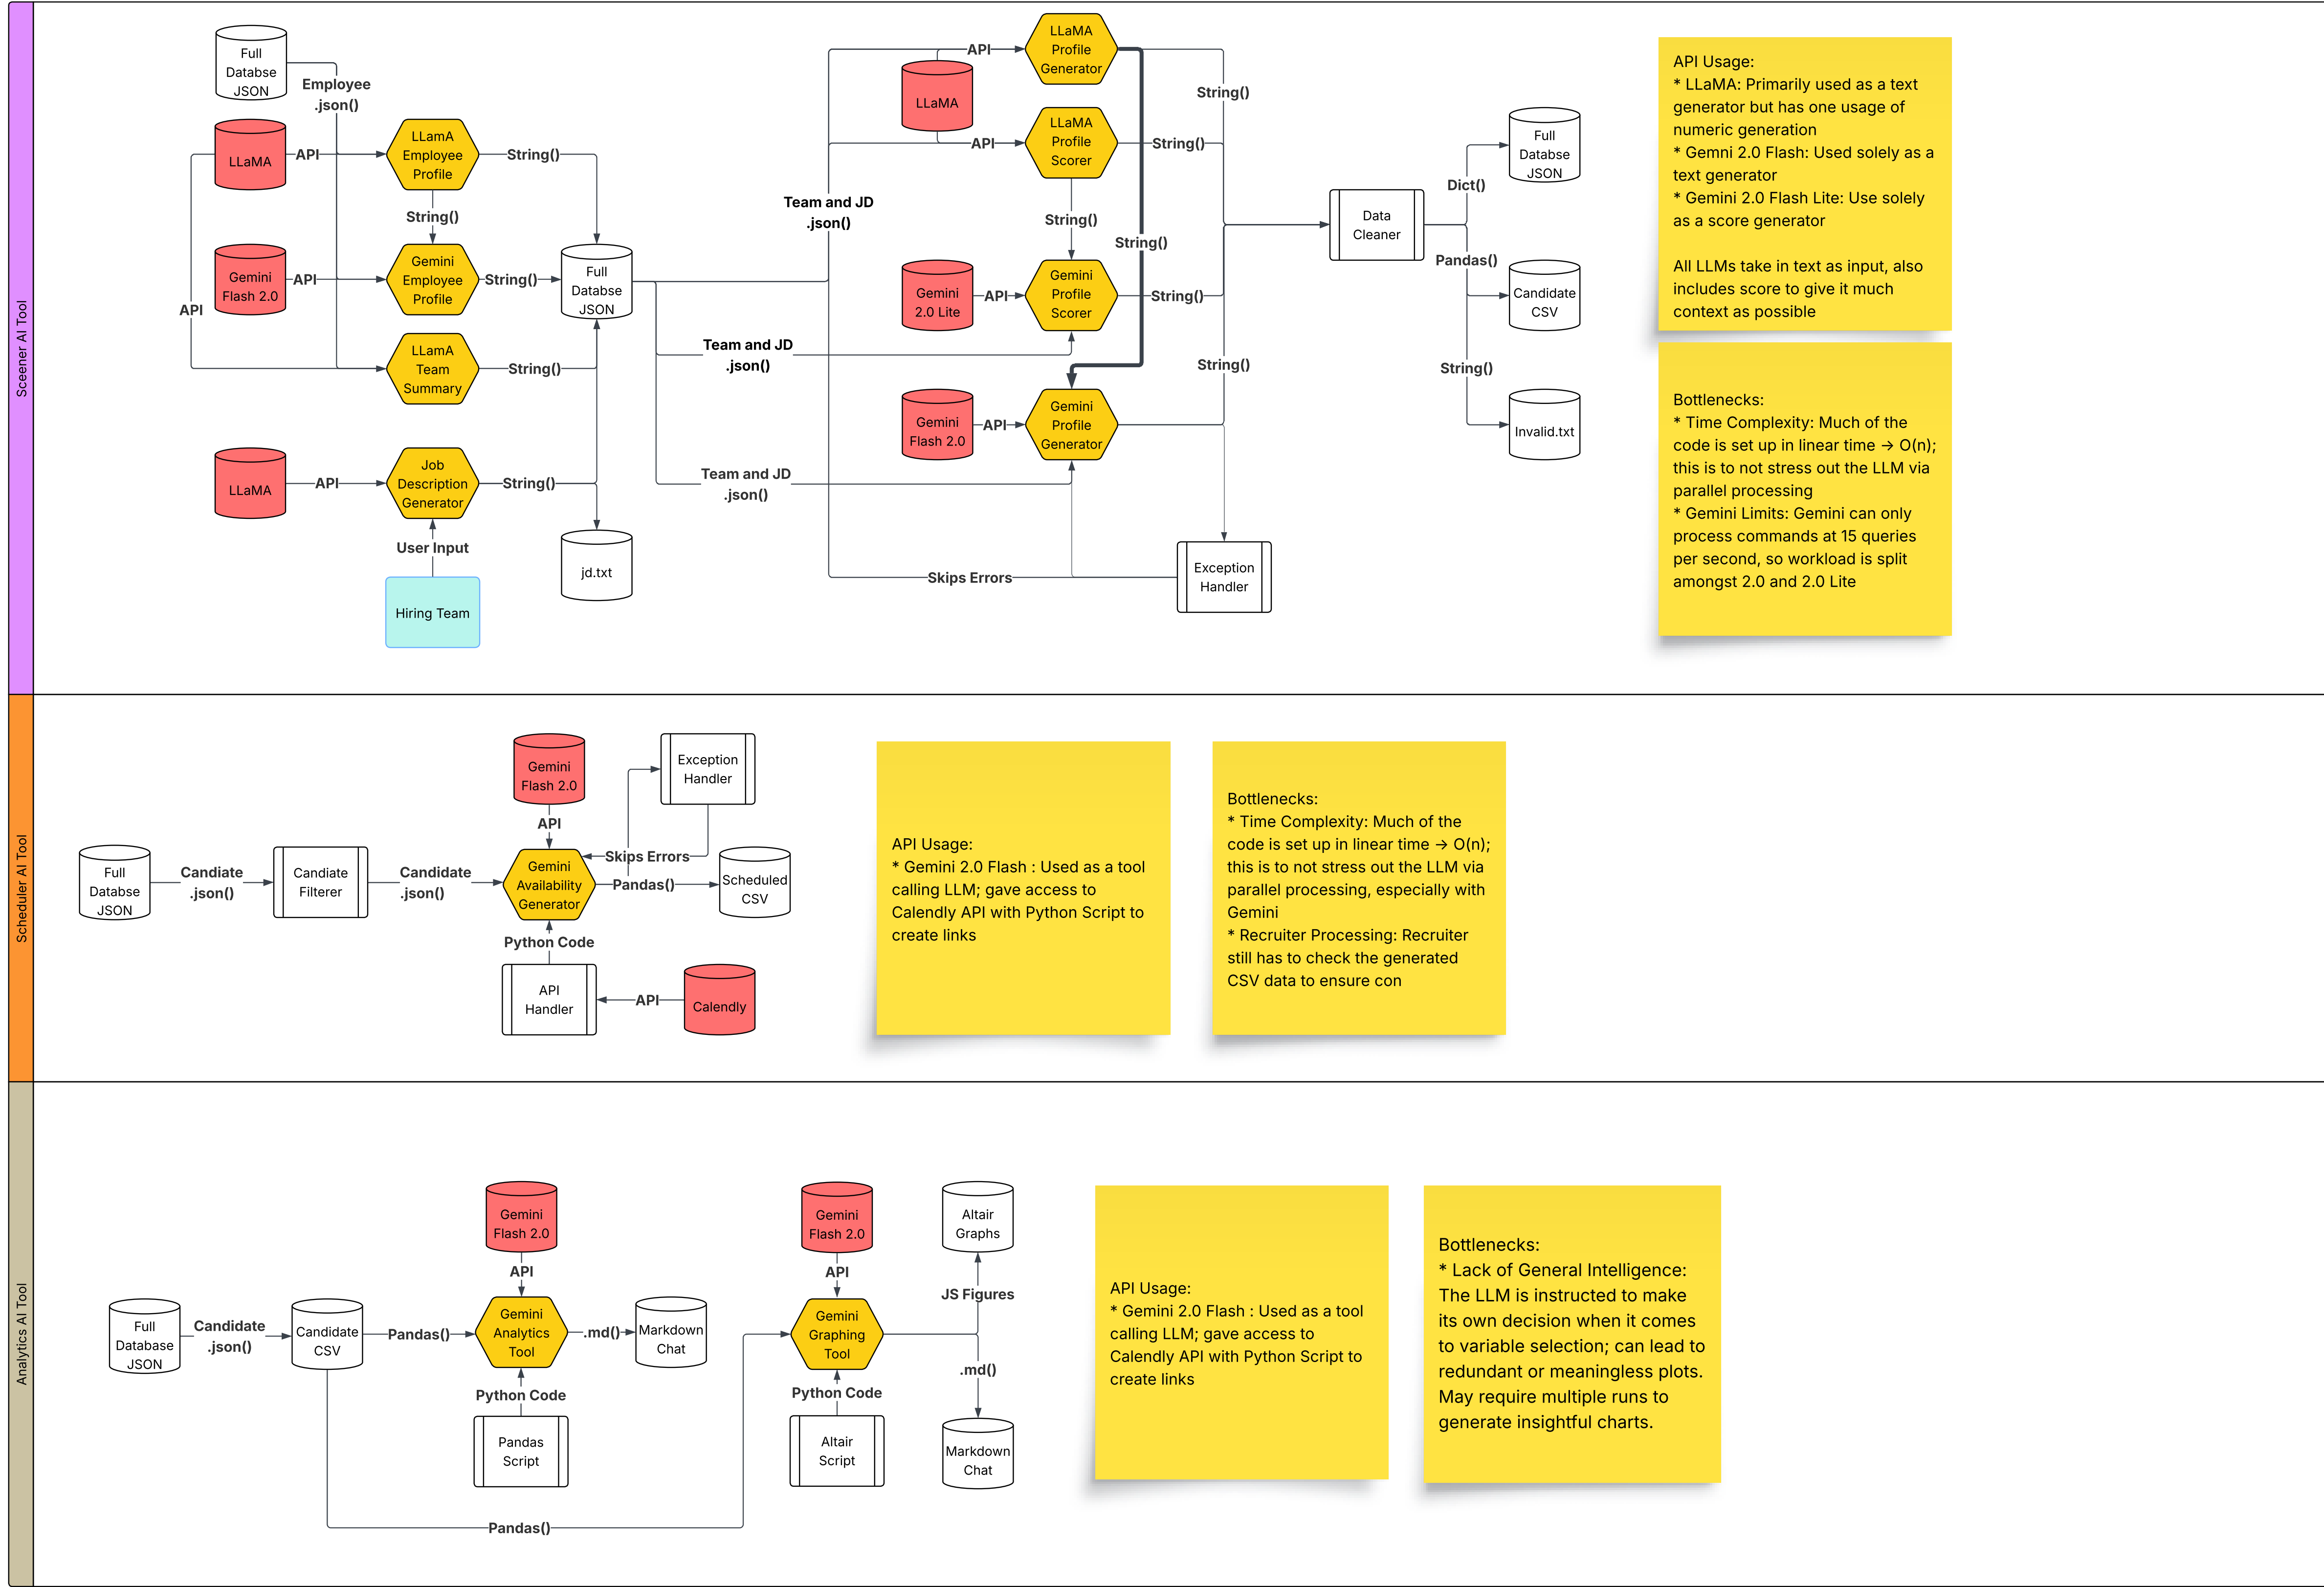 Sceener AI Tool
Full
Databse
JSON
Employee
.json()
LLaMA
API
LLamA
Employee
Profile
String()
String()
Gemini
Flash 2.0
API
Gemini
Employee
Profile
String()
Full
Databse
JSON
API
LLamA
Team
Summary
String()
LLaMA
API
Job
Description
Generator
String()
User Input
Hiring Team
jd.txt
Team and JD
.json()
Team and JD
.json()
Team and JD
.json()
LLaMA
API
LLaMA
Profile
Generator
String()
API
LLaMA
Profile
Scorer
String()
String()
String()
Gemini
2.0 Lite
API
Gemini
Profile
Scorer
String()
Gemini
Flash 2.0
API
Gemini
Profile
Generator
String()
Skips Errors
Exception
Handler
Data
Cleaner
Dict()
Full
Databse
JSON
Pandas()
Candidate
CSV
String()
Invalid.txt
API Usage:
* LLaMA: Primarily used as a text
generator but has one usage of
numeric generation
* Gemni 2.0 Flash: Used solely as a
text generator
* Gemini 2.0 Flash Lite: Use solely
as a score generator
All LLMs take in text as input, also
includes score to give it much
context as possible
Bottlenecks:
* Time Complexity: Much of the
code is set up in linear time → O(n);
this is to not stress out the LLM via
parallel processing
* Gemini Limits: Gemini can only
process commands at 15 queries
per second, so workload is split
amongst 2.0 and 2.0 Lite
Scheduler AI Tool
Full
Databse
JSON
Candiate
.json()
Candiate
Filterer
Candidate
.json()
Gemini
Flash 2.0
API
Gemini
Availability
Generator
Exception
Handler
Skips Errors
Pandas()
Scheduled
CSV
Python Code
API
Handler
API
Calendly
API Usage:
* Gemini 2.0 Flash : Used as a tool
calling LLM; gave access to
Calendly API with Python Script to
create links
Bottlenecks:
* Time Complexity: Much of the
code is set up in linear time → O(n);
this is to not stress out the LLM via
parallel processing, especially with
Gemini
* Recruiter Processing: Recruiter
still has to check the generated
CSV data to ensure con
Analytics AI Tool
Full
Database
JSON
Candidate
.json()
Candidate
CSV
Pandas()
Gemini
Flash 2.0
API
Gemini
Analytics
Tool
.md()
Markdown
Chat
Python Code
Pandas
Script
Pandas()
Gemini
Flash 2.0
API
Gemini
Graphing
Tool
Python Code
Altair
Script
Altair
Graphs
JS Figures
.md()
Markdown
Chat
API Usage:
* Gemini 2.0 Flash : Used as a tool
calling LLM; gave access to
Calendly API with Python Script to
create links
Bottlenecks:
* Lack of General Intelligence:
The LLM is instructed to make
its own decision when it comes
to variable selection; can lead to
redundant or meaningless plots.
May require multiple runs to
generate insightful charts.